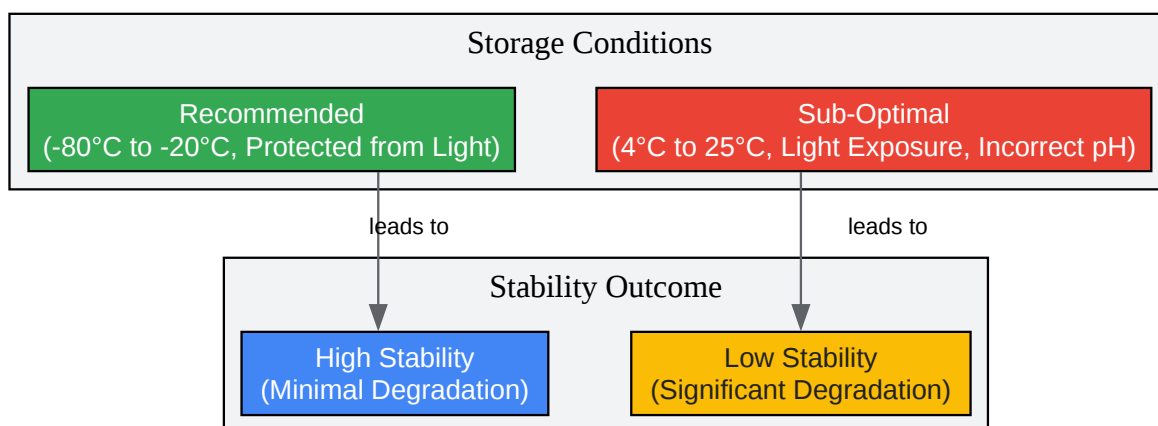 Storage Conditions
Recommended
(-80°C to -20°C, Protected from Light)
Sub-Optimal
(4°C to 25°C, Light Exposure, Incorrect pH)
leads to
leads to
Stability Outcome
High Stability
(Minimal Degradation)
Low Stability
(Significant Degradation)